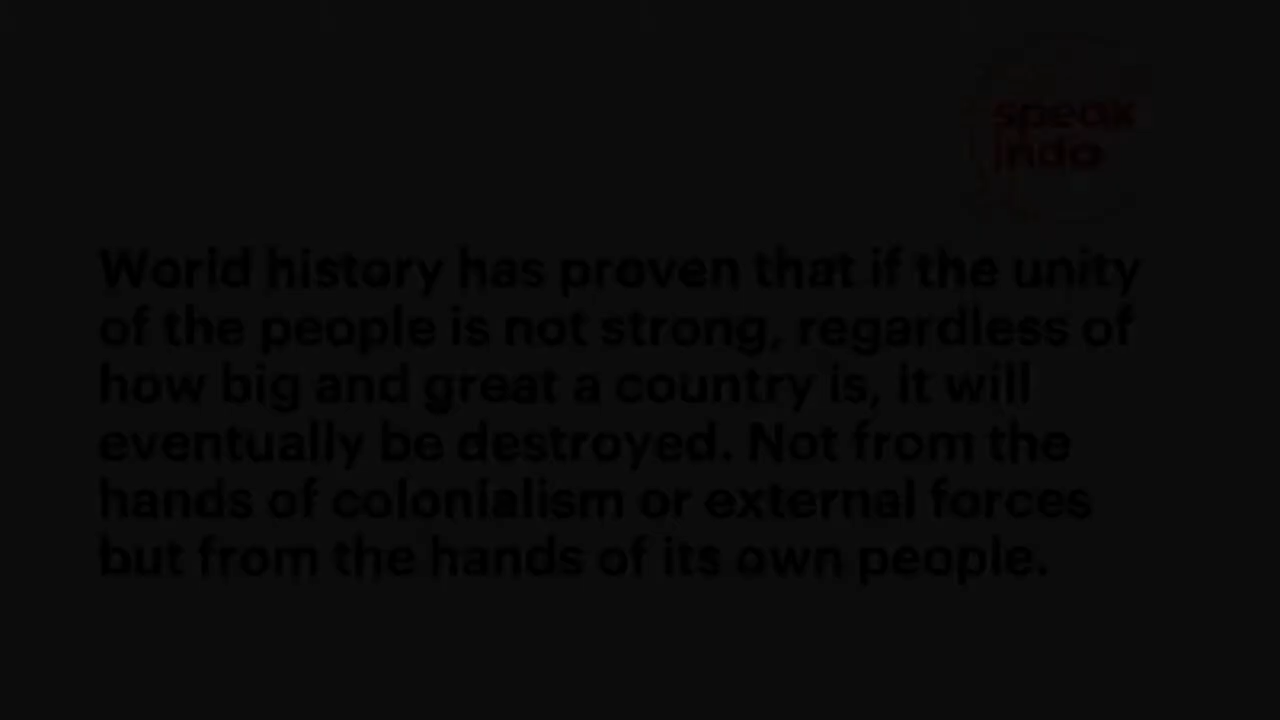 speak
indo
World history has proven that if the unity
of the people is not strong, regardless of
how big and great a country is, it will
eventually be destroyed. Not from the
hands of colonialism or external forces
but from the hands of its own people.